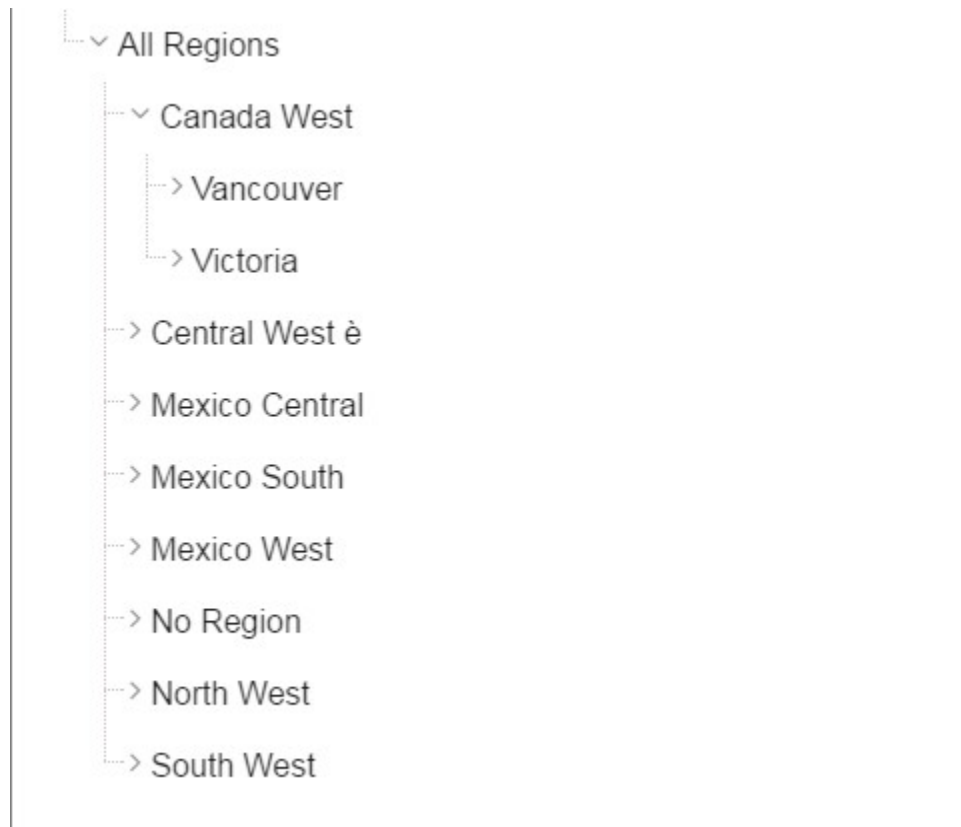 All Regions
Canada West
Vancouver
Victoria
Central West è
Mexico Central
Mexico South
Mexico West
No Region
North West
South West